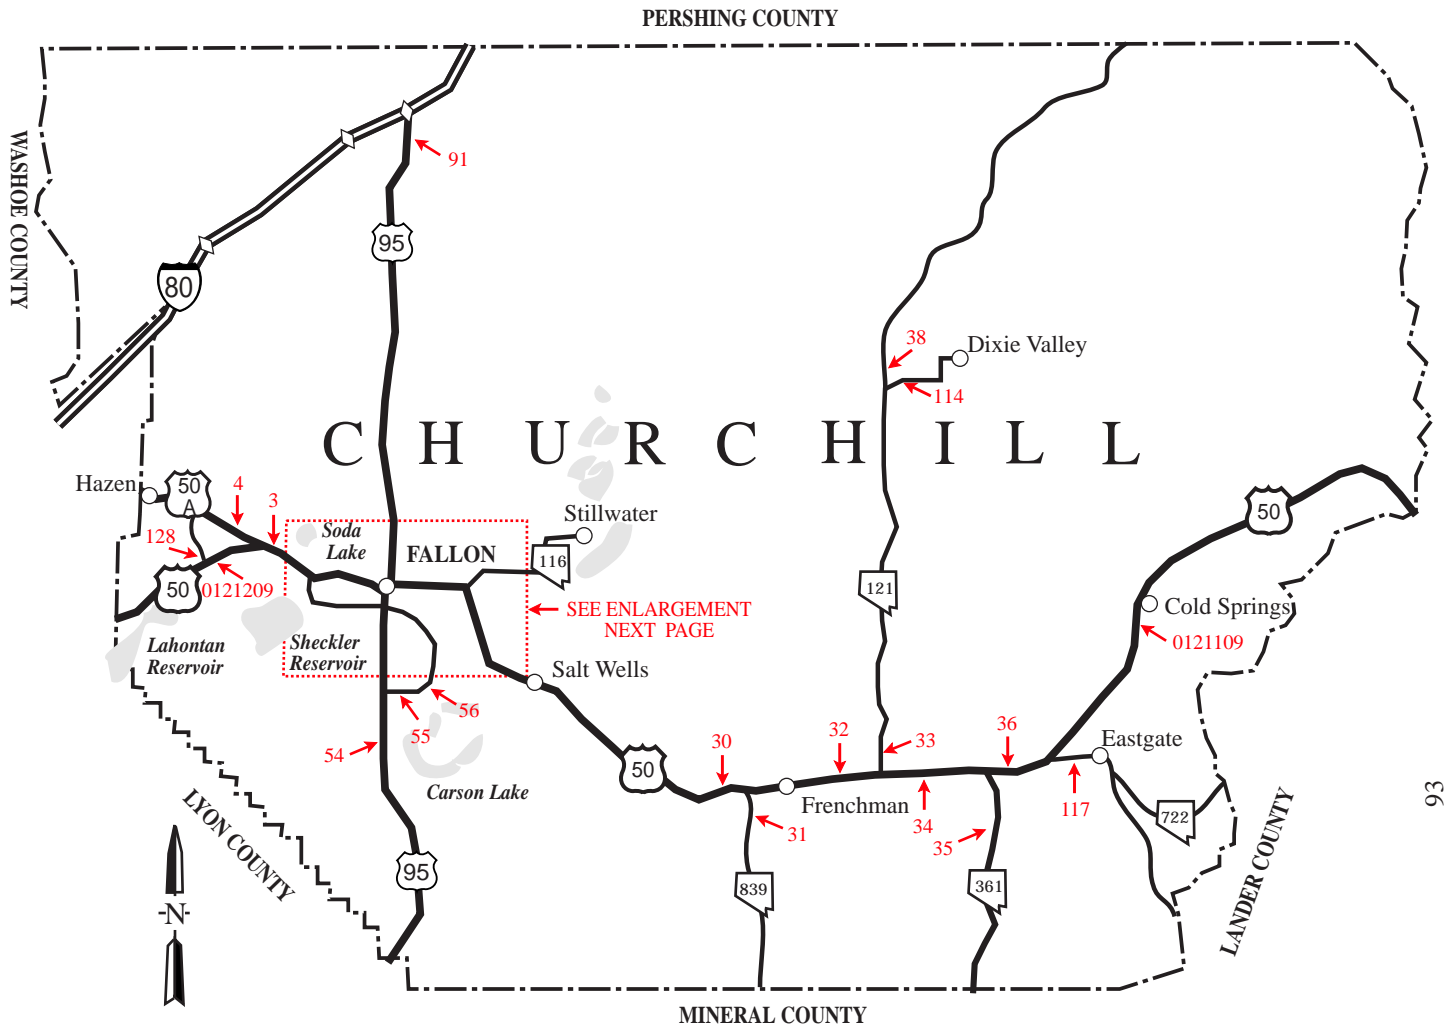 PERSHING COUNTY
WASHOE COUNTY
91
95
80
38
Dixie Valley
114
C H U R C H I L L
Hazen
50
A
4
3
Soda
Lake
Stillwater
FALLON
128
116
50
50
0121209
121
SEE ENLARGEMENT
NEXT PAGE
Cold Springs
0121109
Lahontan
Reservoir
Sheckler
Reservoir
Salt Wells
56
55
54
30
32
33
36
Eastgate
50
Carson Lake
Frenchman
31
34
35
117
722
93
LYON COUNTY
95
839
361
LANDER COUNTY
-N-
MINERAL COUNTY